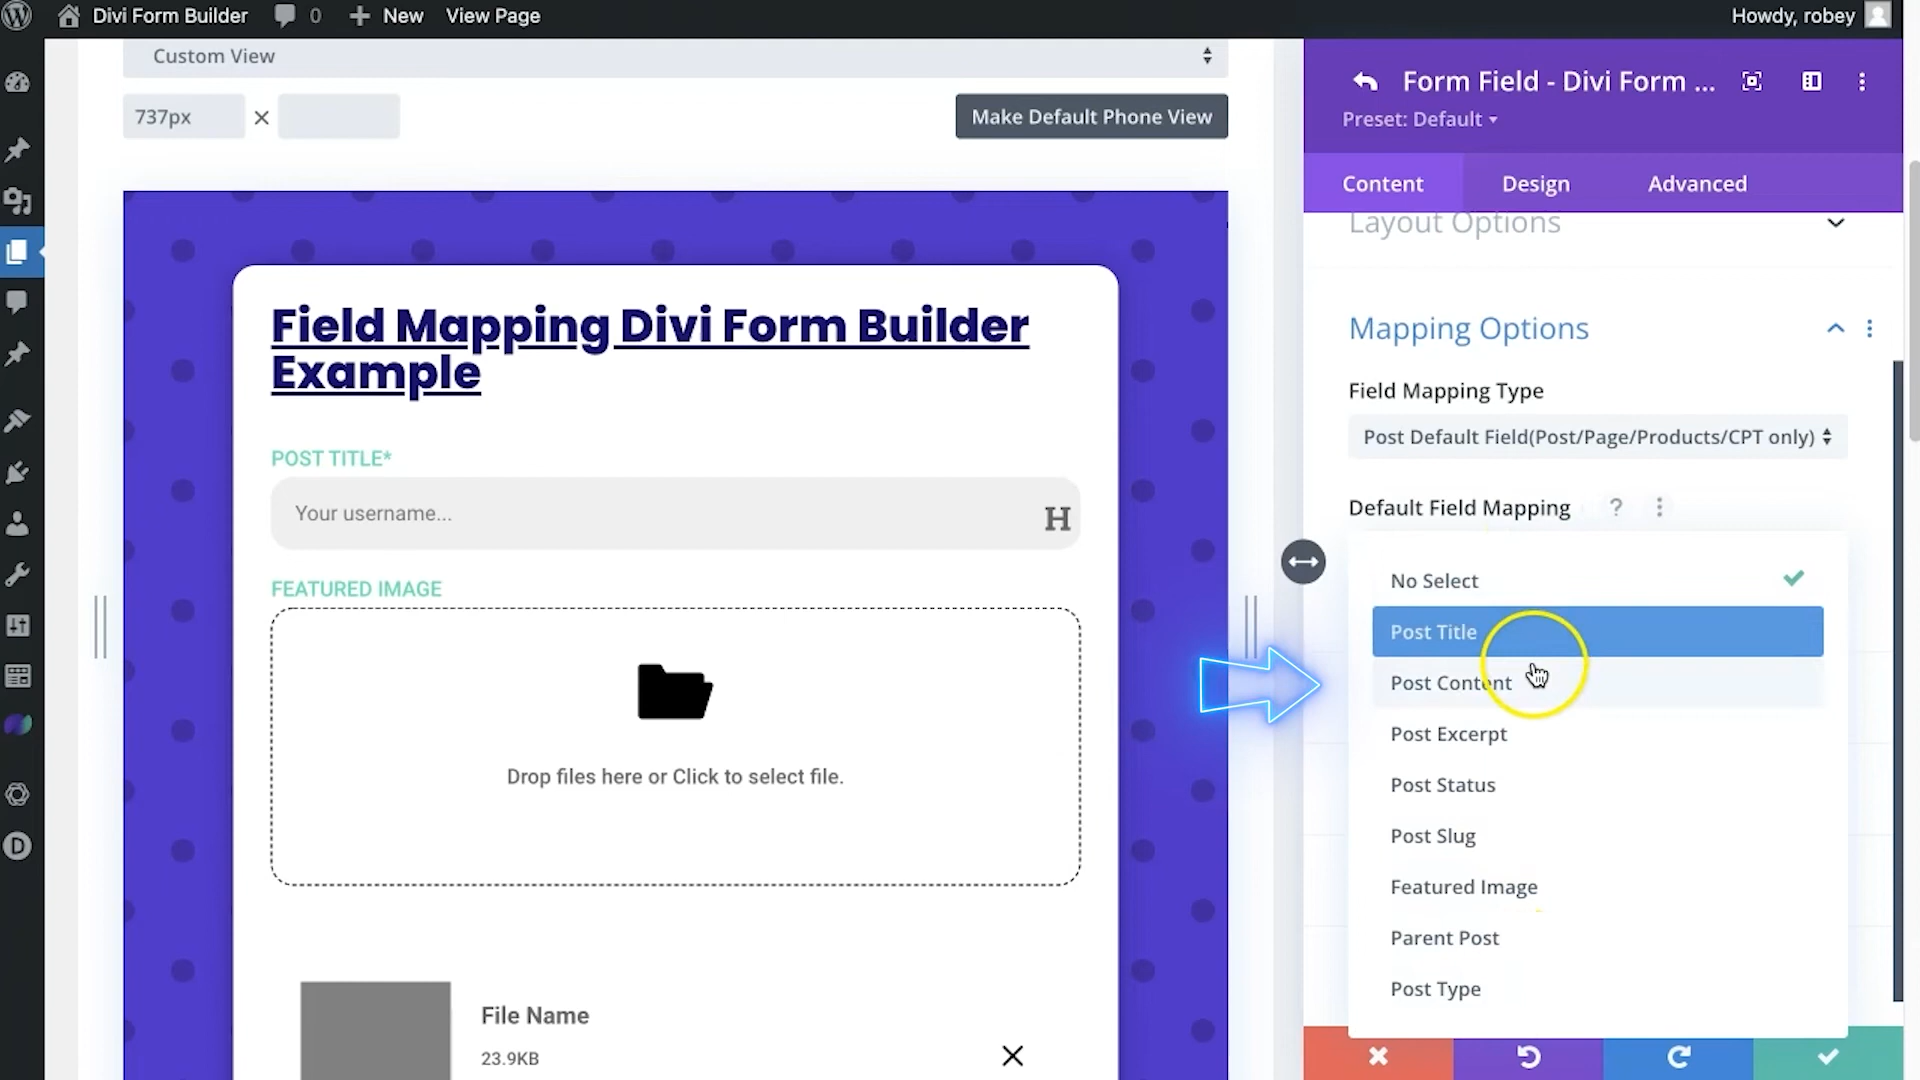 Divi Form Builder 0 New View Page Howdy, robey
Custom View
737px × Make Default Phone View
Field Mapping Divi Form Builder
Example
POST TITLE*
Your username...
H
FEATURED IMAGE
Drop files here or Click to select file.
File Name
23.9KB
Form Field - Divi Form ...
Preset: Default
Content Design Advanced
Layout Options
Mapping Options
Field Mapping Type
Post Default Field(Post/Page/Products/CPT only)
Default Field Mapping ?
No Select
Post Title
Post Content
Post Excerpt
Post Status
Post Slug
Featured Image
Parent Post
Post Type
D